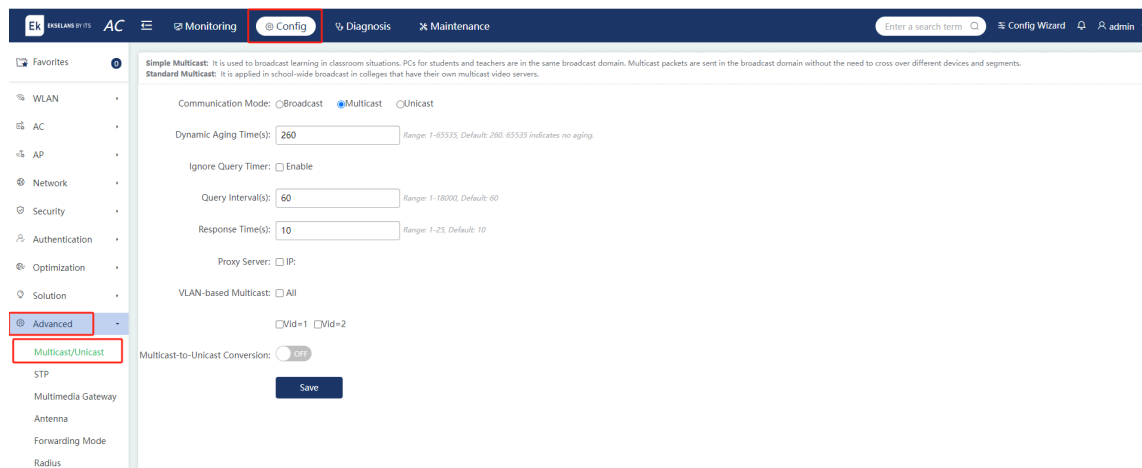 Ek EKSELANS BY ITS AC Monitoring Config Diagnosis Maintenance Enter a search term Config Wizard admin
Favorites 0
Simple Multicast: It is used to broadcast learning in classroom situations. PCs for students and teachers are in the same broadcast domain. Multicast packets are sent in the broadcast domain without the need to cross over different devices and segments.
Standard Multicast: It is applied in school-wide broadcast in colleges that have their own multicast video servers.
WLAN
AC
AP
Network
Security
Authentication
Optimization
Solution
Advanced
Multicast/Unicast
STP
Multimedia Gateway
Antenna
Forwarding Mode
Radius
Communication Mode: Broadcast Multicast Unicast
Dynamic Aging Time(s): 260 Range: 1-65535, Default: 260. 65535 indicates no aging.
Ignore Query Timer: Enable
Query Interval(s): 60 Range: 1-18000, Default: 60
Response Time(s): 10 Range: 1-25, Default: 10
Proxy Server: IP:
VLAN-based Multicast: All
Vid=1 Vid=2
Multicast-to-Unicast Conversion: OFF
Save